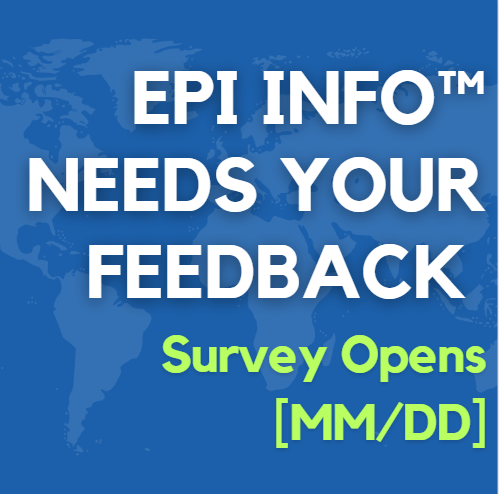 EPI INFO™
NEEDS YOUR
FEEDBACK
Survey Opens
[MM/DD]